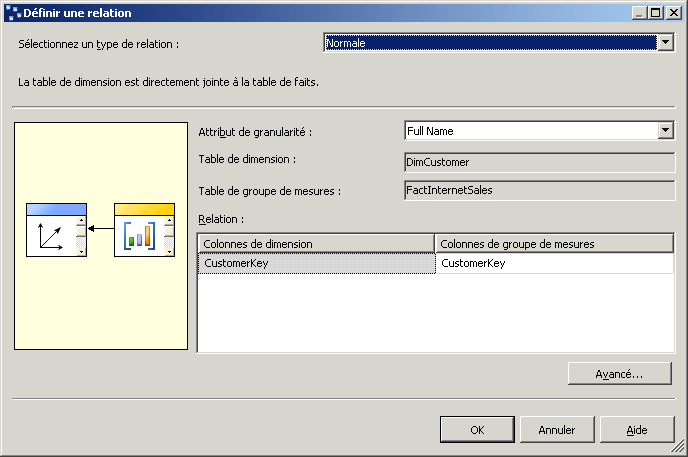 Définir une relation
Sélectionnez un type de relation :
Normale
La table de dimension est directement jointe à la table de faits.
Attribut de granularité :
Full Name
Table de dimension :
DimCustomer
Table de groupe de mesures :
FactInternetSales
Relation :
Colonnes de dimension
Colonnes de groupe de mesures
CustomerKey
CustomerKey
Avancé...
OK
Annuler
Aide